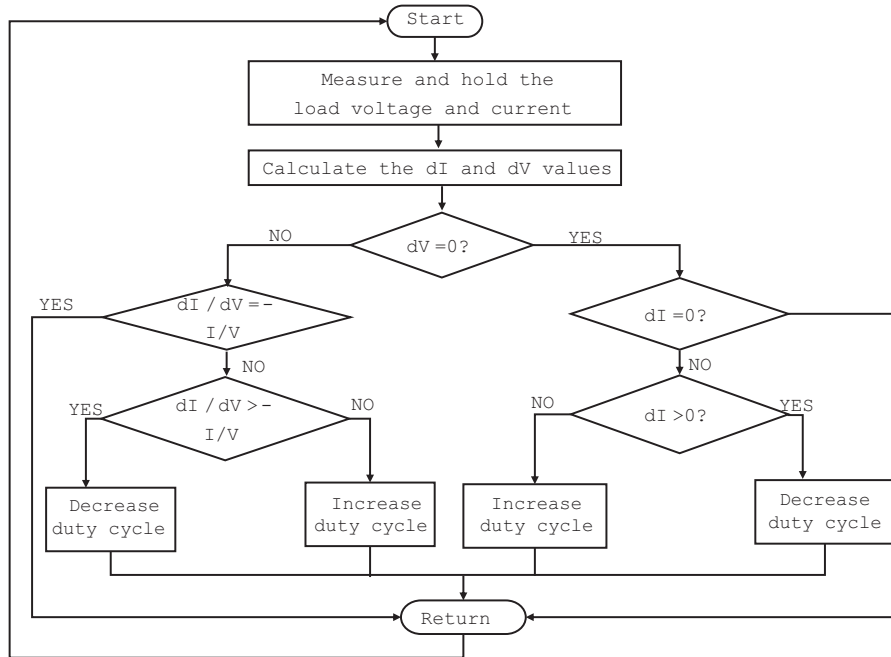 Start
Measure and hold the
load voltage and current
Calculate the dI and dV values
NO
dV=0?
YES
YES
dI/dV=-
I/V
dI=0?
NO
NO
YES
dI/dV>-
I/V
NO
NO
dI>0?
YES
Decrease
duty cycle
Increase
duty cycle
Increase
duty cycle
Decrease
duty cycle
Return